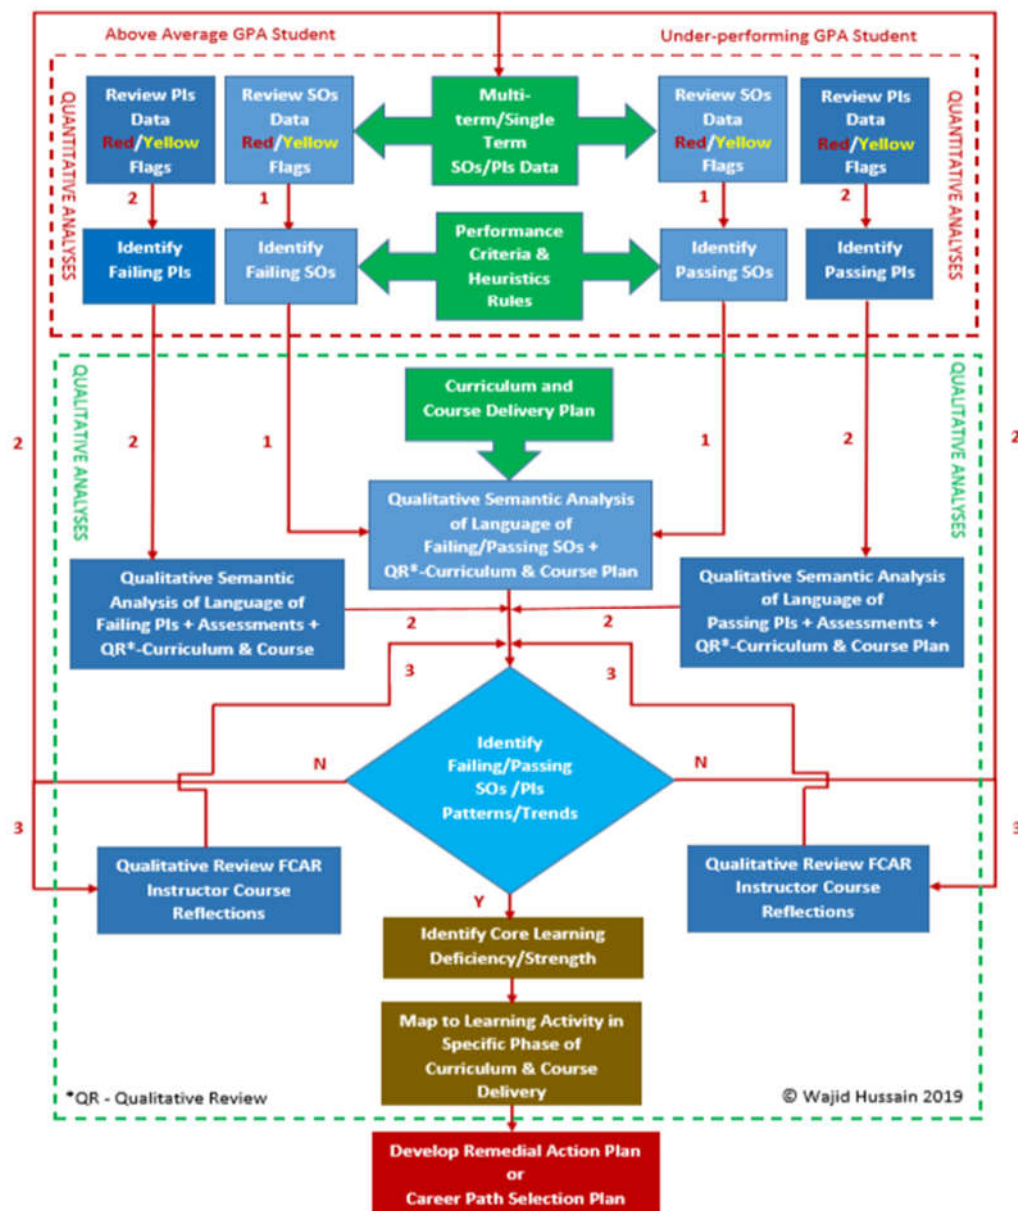 Above Average GPA Student
Under-performing GPA Student
QUANTITATIVE ANALYSES
Review PIs
Data
Red/Yellow
Flags
Review SOs
Data
Red/Yellow
Flags
Multi-
term/Single
Term
SOs/PIs Data
Review SOs
Data
Red/Yellow
Flags
Review PIs
Data
Red/Yellow
Flags
QUANTITATIVE ANALYSES
2
1
1
2
Identify
Failing PIs
Identify
Failing SOs
Performance
Criteria &
Heuristics
Rules
Identify
Passing SOs
Identify
Passing PIs
QUALITATIVE ANALYSES
Curriculum and
Course Delivery Plan
QUALITATIVE ANALYSES
2
2
1
1
2
2
Qualitative Semantic Analysis
of Language of
Failing/Passing SOs +
QR*-Curriculum & Course Plan
Qualitative Semantic
Analysis of Language of
Failing PIs + Assessments +
QR*-Curriculum & Course
Qualitative Semantic Analysis
of Language of
Passing PIs + Assessments +
QR*-Curriculum & Course Plan
2
2
3
3
Identify
Failing/Passing
SOs /PIs
Patterns/Trends
N
N
3
3
Qualitative Review FCAR
Instructor Course
Reflections
Qualitative Review FCAR
Instructor Course
Reflections
Y
Identify Core Learning
Deficiency/Strength
Map to Learning Activity in
Specific Phase of
Curriculum & Course
Delivery
*QR - Qualitative Review
© Wajid Hussain 2019
Develop Remedial Action Plan
or
Career Path Selection Plan